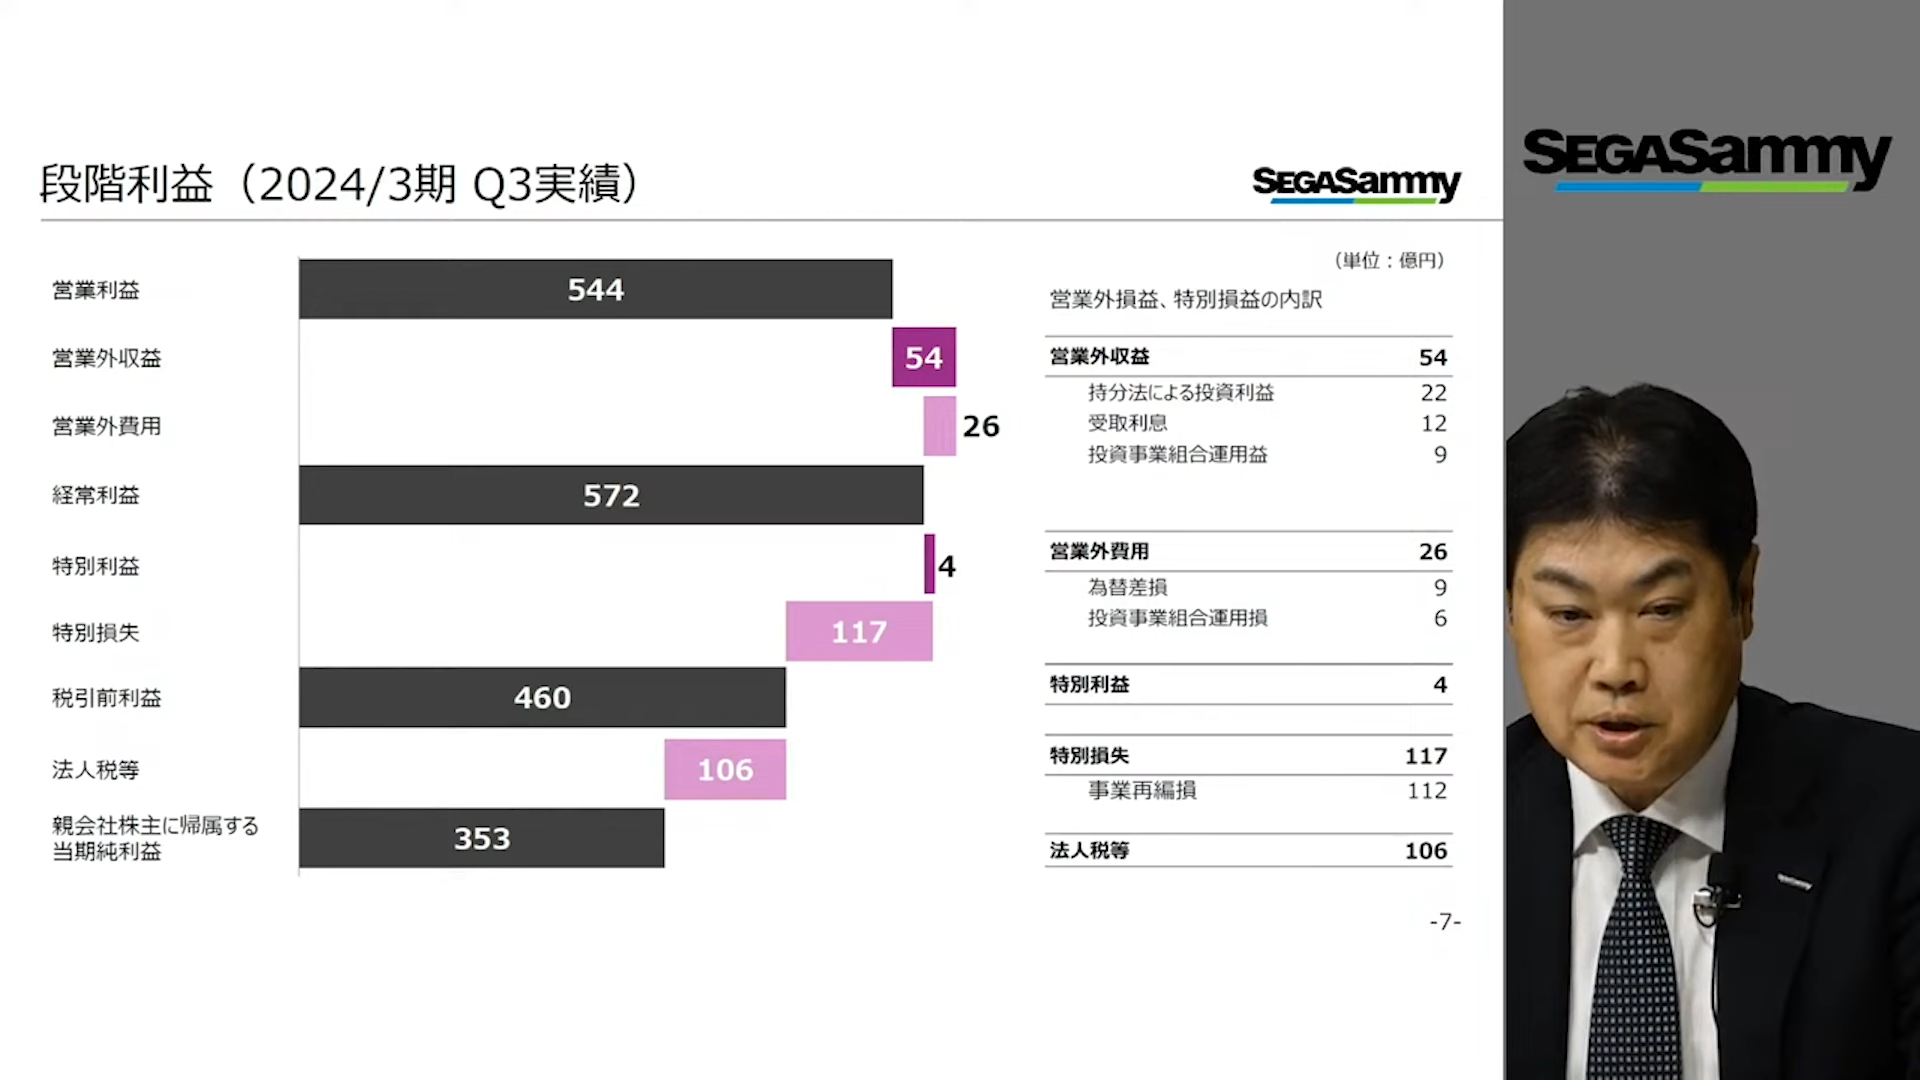 段階利益（2024/3期 Q3実績）
SEGASammy
SEGASammy
（単位：億円）
営業利益 544
営業外収益 54
営業外費用 26
経常利益 572
特別利益 4
特別損失 117
税引前利益 460
法人税等 106
親会社株主に帰属する
当期純利益 353
営業外損益、特別損益の内訳
営業外収益 54
持分法による投資利益 22
受取利息 12
投資事業組合運用益 9
営業外費用 26
為替差損 9
投資事業組合運用損 6
特別利益 4
特別損失 117
事業再編損 112
法人税等 106
-7-